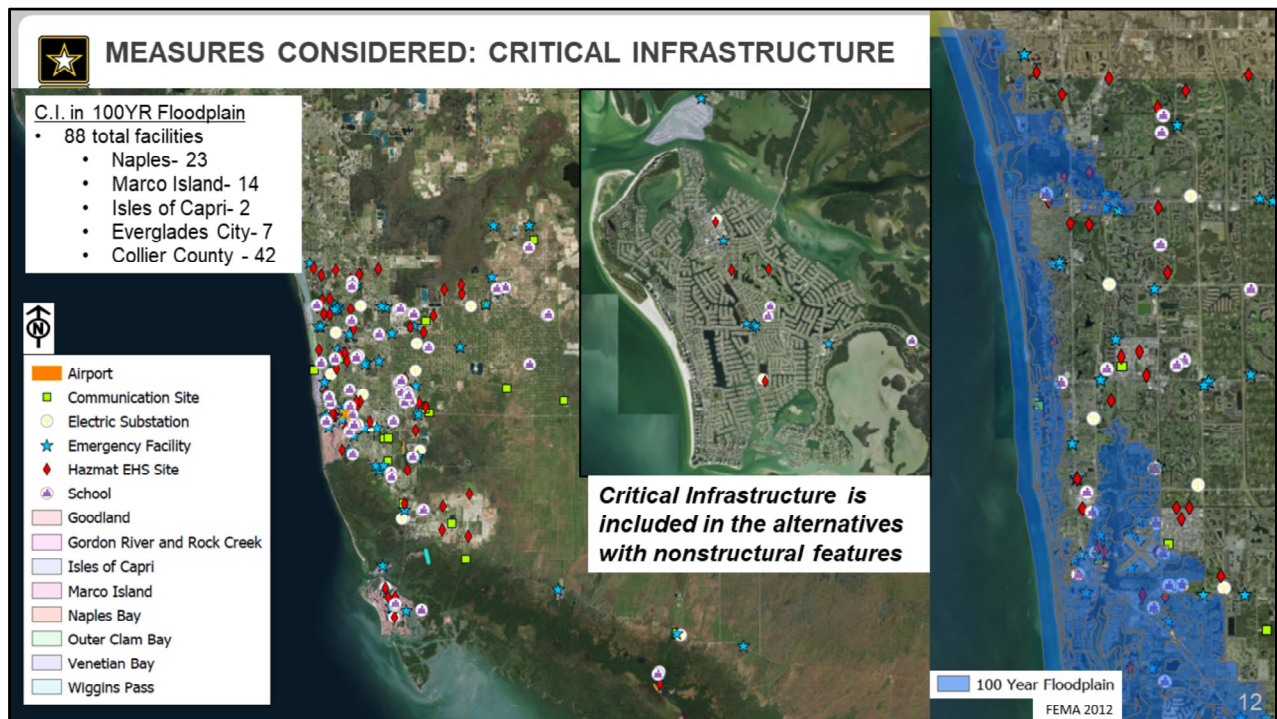 MEASURES CONSIDERED: CRITICAL INFRASTRUCTURE
C.I. in 100YR Floodplain
• 88 total facilities
• Naples- 23
• Marco Island- 14
• Isles of Capri- 2
• Everglades City- 7
• Collier County - 42
N
Airport
Communication Site
Electric Substation
Emergency Facility
Hazmat EHS Site
School
Goodland
Gordon River and Rock Creek
Isles of Capri
Marco Island
Naples Bay
Outer Clam Bay
Venetian Bay
Wiggins Pass
Critical Infrastructure is
included in the alternatives
with nonstructural features
100 Year Floodplain
FEMA 2012
12